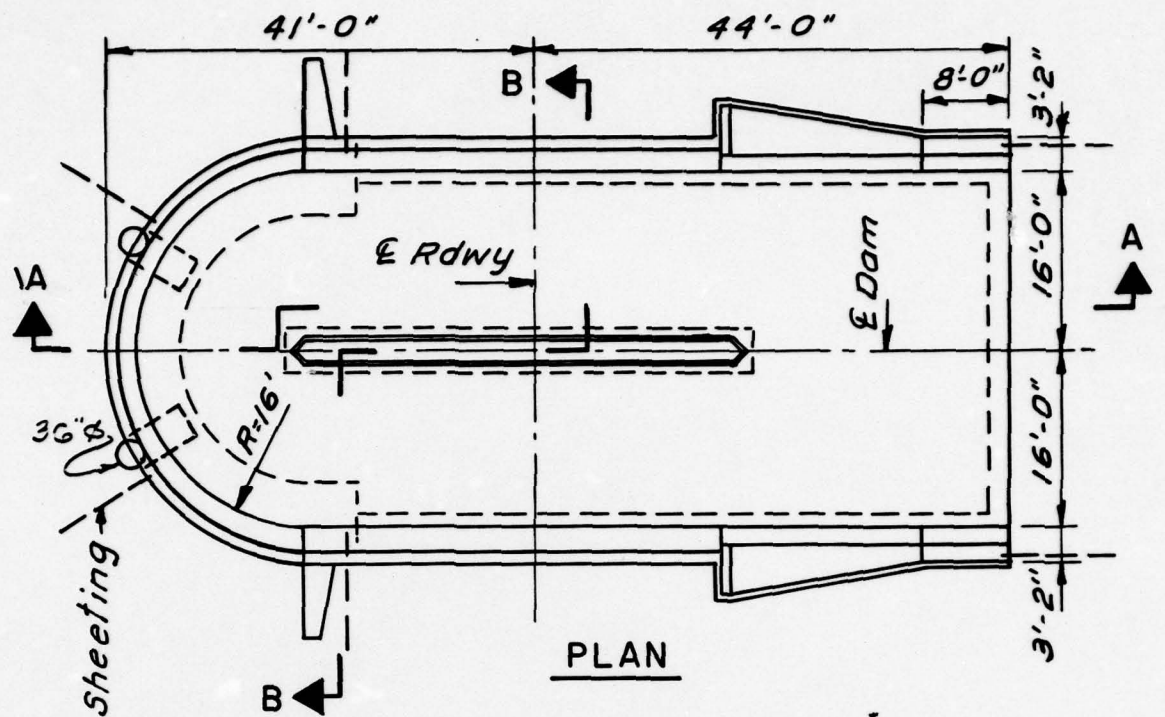 41'-0"
44'-0"
B
8'-0"
3'-2"
A
℄ Rdwy
℄ Dam
16'-0"
A
36"ø
R=16'
16'-0"
Sheeting
3'-2"
B
PLAN